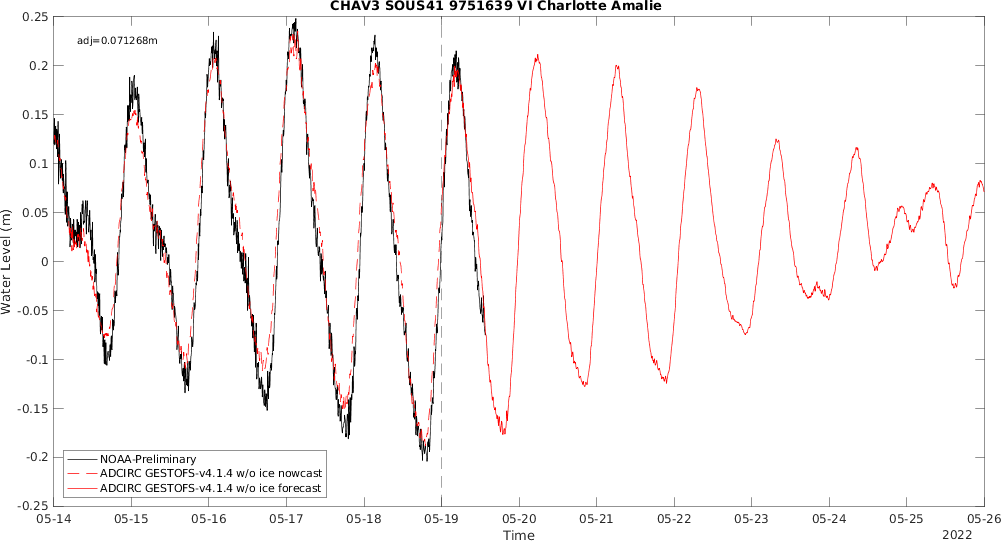 CHAV3 SOUS41 9751639 VI Charlotte Amalie
adj=0.071268m
0.25
0.2
0.15
0.1
0.05
0
-0.05
-0.1
-0.15
-0.2
-0.25
Water Level (m)
NOAA-Preliminary
ADCIRC GESTOFS-v4.1.4 w/o ice nowcast
ADCIRC GESTOFS-v4.1.4 w/o ice forecast
05-14 05-15 05-16 05-17 05-18 05-19 05-20 05-21 05-22 05-23 05-24 05-25 05-26
Time
2022